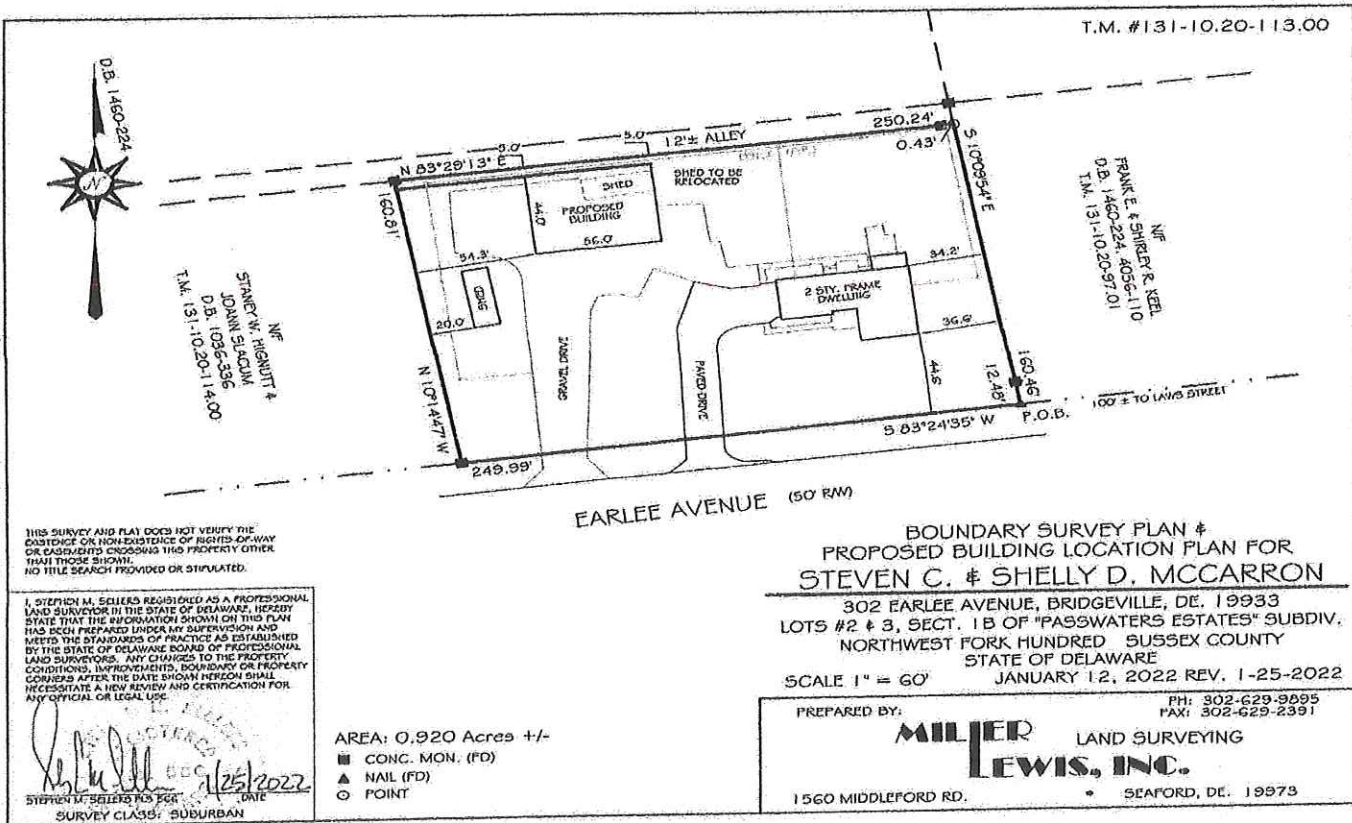 T.M. #131-10.20-113.00
D.B. 1460-224
N
N 83°29'13" E
5.0'
5.0'
12'± ALLEY
250.24'
0.43'
S 10°09'54" E
160.81'
SHED
SHED TO BE
RELOCATED
PROPOSED
BUILDING
44.0'
56.0'
54.3'
20.0'
2 STY. FRAME
DWELLING
34.2'
36.6'
44.6'
GRAVEL DRIVE
PAVED DRIVE
N/F
STANEY W. HIGNUTT &
JOANN SLACUM
D.B. 1036-336
T.M. 131-10.20-114.00
N/F
FRANK E. & SHIRLEY R. KEEL
D.B. 1460-224, 4056-110
T.M. 131-10.20-97.01
N 10°14'47" W
160.46'
12.48'
249.99'
S 83°24'35" W
P.O.B.
100' ± TO LAWS STREET
EARLEE AVENUE (50' R/W)
THIS SURVEY AND PLAT DOES NOT VERIFY THE
EXISTENCE OR NON-EXISTENCE OF RIGHTS-OF-WAY
OR EASEMENTS CROSSING THIS PROPERTY OTHER
THAN THOSE SHOWN.
NO TITLE SEARCH PROVIDED OR STIPULATED.
I, STEPHEN M. SELLERS REGISTERED AS A PROFESSIONAL
LAND SURVEYOR IN THE STATE OF DELAWARE, HEREBY
STATE THAT THE INFORMATION SHOWN ON THIS PLAN
HAS BEEN PREPARED UNDER MY SUPERVISION AND
MEETS THE STANDARDS OF PRACTICE AS ESTABLISHED
BY THE STATE OF DELAWARE BOARD OF PROFESSIONAL
LAND SURVEYORS. ANY CHANGES TO THE PROPERTY
CONDITIONS, IMPROVEMENTS, BOUNDARY OR PROPERTY
CORNERS AFTER THE DATE SHOWN HEREON SHALL
NECESSITATE A NEW REVIEW AND CERTIFICATION FOR
ANY OFFICIAL OR LEGAL USE.
1/25/2022
STEPHEN M. SELLERS PLS DATE
SURVEY CLASS: SUBURBAN
AREA: 0.920 Acres +/-
CONC. MON. (FD)
NAIL (FD)
POINT
BOUNDARY SURVEY PLAN &
PROPOSED BUILDING LOCATION PLAN FOR
STEVEN C. & SHELLY D. MCCARRON
302 EARLEE AVENUE, BRIDGEVILLE, DE. 19933
LOTS #2 & 3, SECT. 1B OF "PASSWATERS ESTATES" SUBDIV.
NORTHWEST FORK HUNDRED SUSSEX COUNTY
STATE OF DELAWARE
SCALE 1" = 60' JANUARY 12, 2022 REV. 1-25-2022
PREPARED BY:
PH: 302-629-9895
FAX: 302-629-2391
MILLER
LEWIS, INC.
LAND SURVEYING
1560 MIDDLEFORD RD. • SEAFORD, DE. 19973